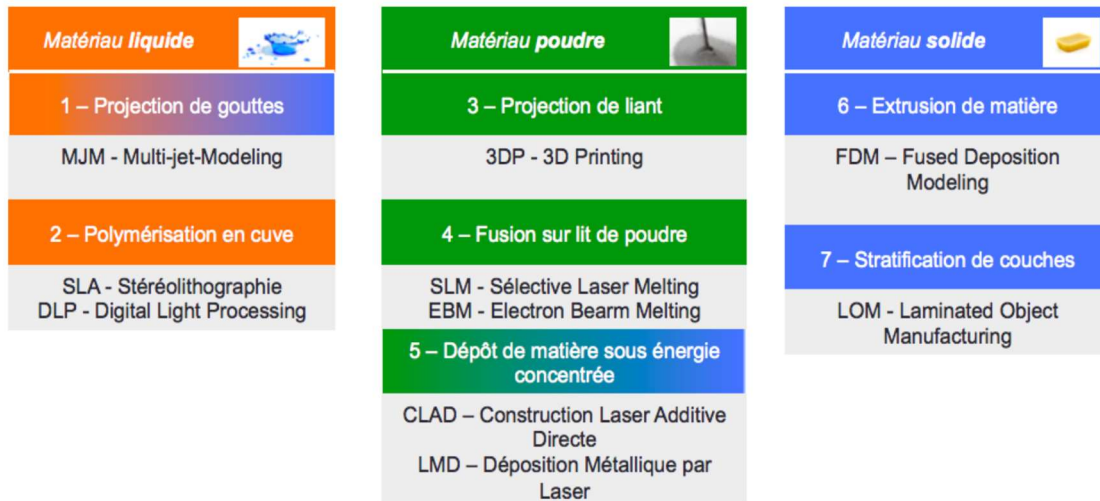 Matériau liquide
1 – Projection de gouttes
MJM - Multi-jet-Modeling
2 – Polymérisation en cuve
SLA - Stéréolithographie
DLP - Digital Light Processing
Matériau poudre
3 – Projection de liant
3DP - 3D Printing
4 – Fusion sur lit de poudre
SLM - Sélective Laser Melting
EBM - Electron Bearm Melting
5 – Dépôt de matière sous énergie
concentrée
CLAD – Construction Laser Additive
Directe
LMD – Déposition Métallique par
Laser
Matériau solide
6 – Extrusion de matière
FDM – Fused Deposition
Modeling
7 – Stratification de couches
LOM - Laminated Object
Manufacturing